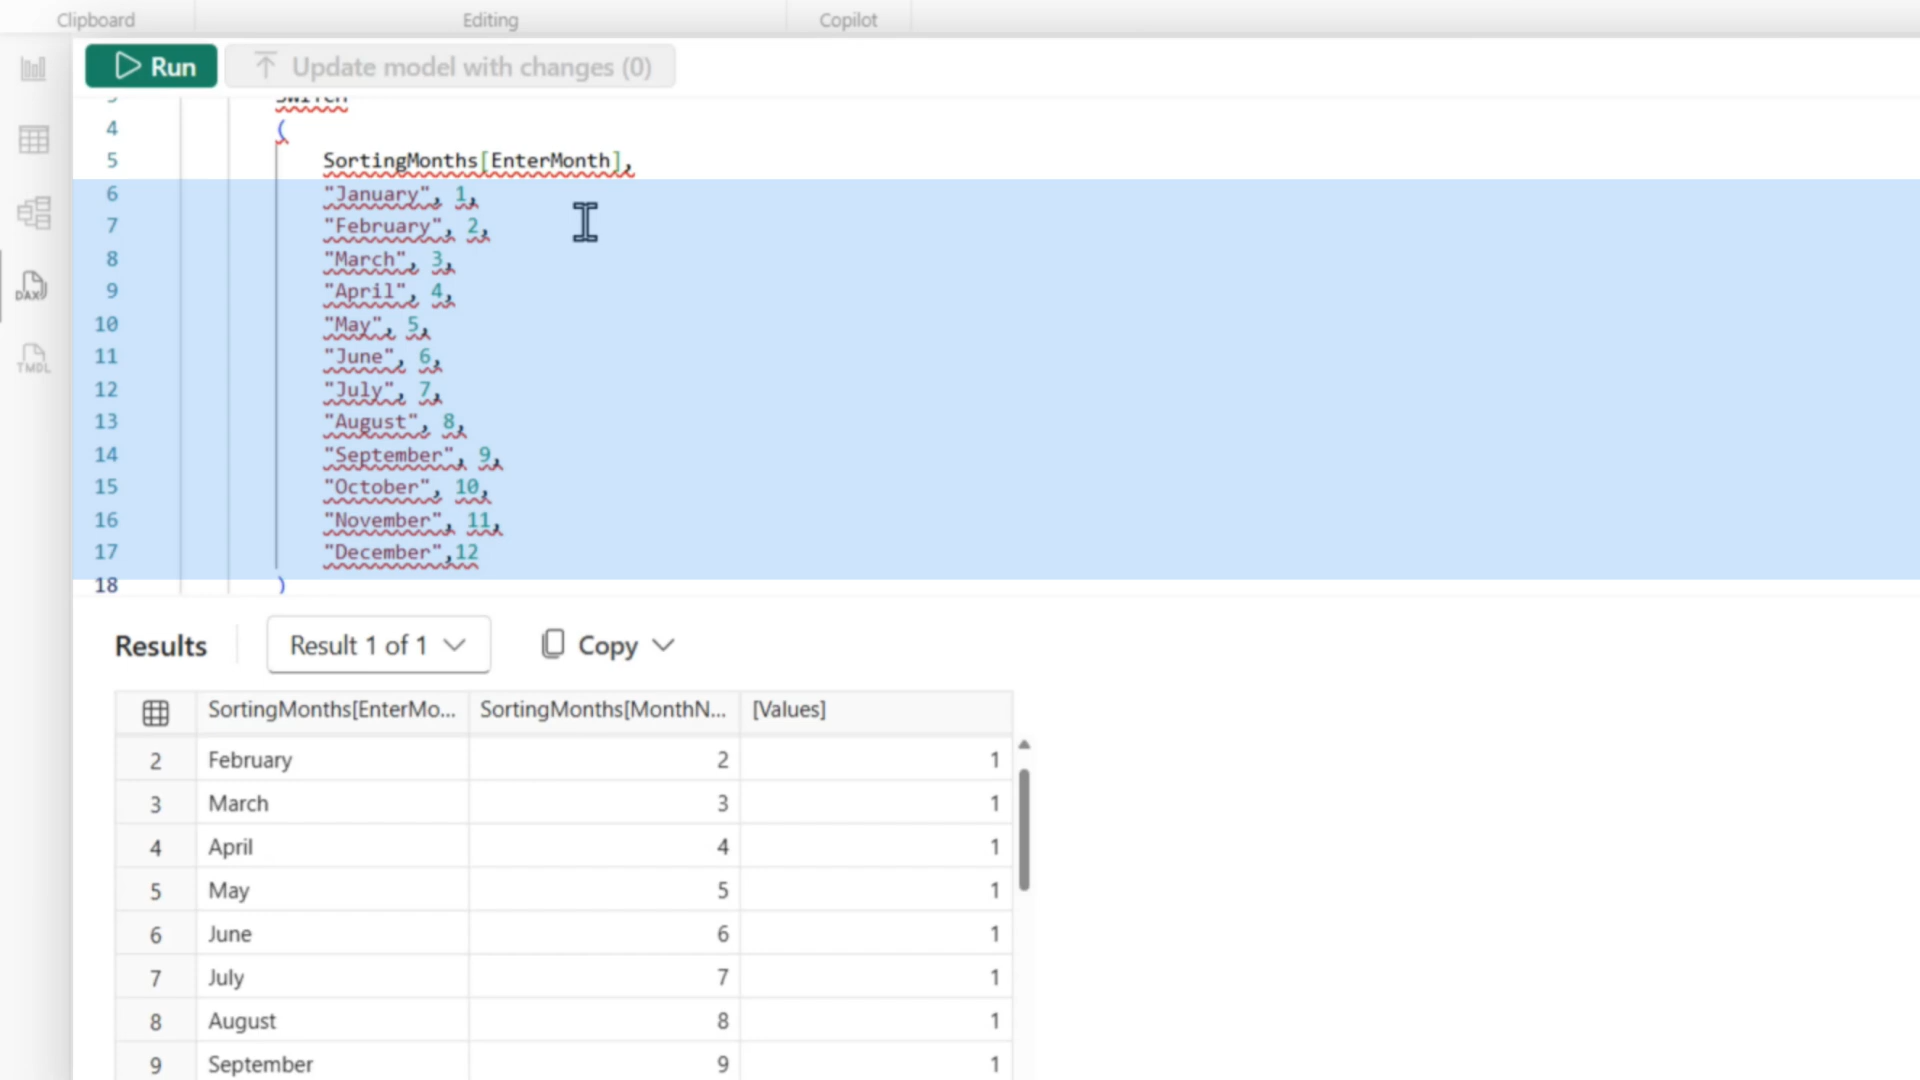 Clipboard Editing Copilot
Run Update model with changes (0)
3 SWITCH
4 (
5 SortingMonths[EnterMonth],
6 "January", 1,
7 "February", 2,
8 "March", 3,
9 "April", 4,
10 "May", 5,
11 "June", 6,
12 "July", 7,
13 "August", 8,
14 "September", 9,
15 "October", 10,
16 "November", 11,
17 "December",12
18 )
DAX
TMDL
Results Result 1 of 1 Copy
SortingMonths[EnterMo... SortingMonths[MonthN... [Values]
2 February 2 1
3 March 3 1
4 April 4 1
5 May 5 1
6 June 6 1
7 July 7 1
8 August 8 1
9 September 9 1